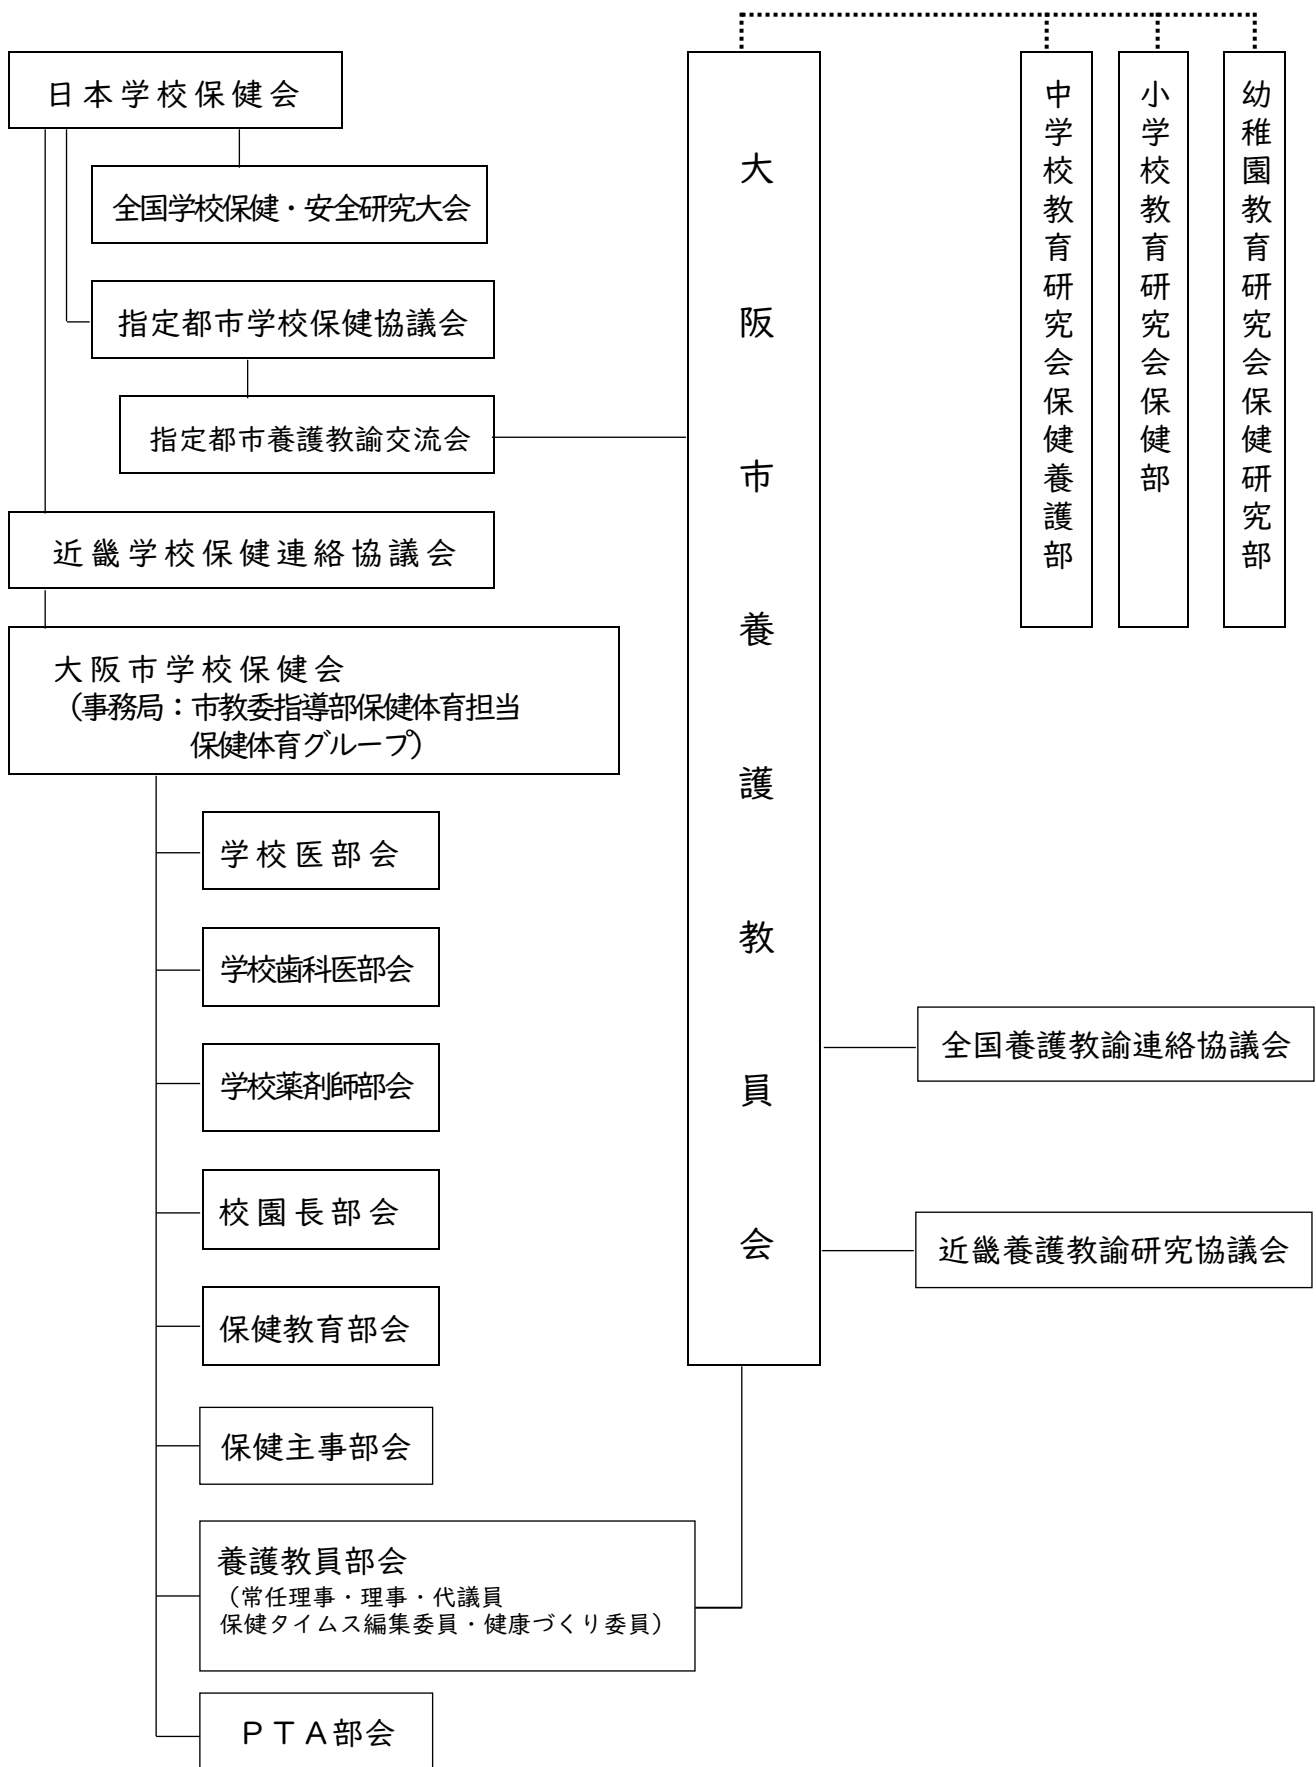 日本学校保健会
全国学校保健・安全研究大会
指定都市学校保健協議会
指定都市養護教諭交流会
近畿学校保健連絡協議会
大阪市学校保健会
（事務局：市教委指導部保健体育担当
保健体育グループ）
学校医部会
学校歯科医部会
学校薬剤師部会
校園長部会
保健教育部会
保健主事部会
養護教員部会
（常任理事・理事・代議員
保健タイムス編集委員・健康づくり委員）
ＰＴＡ部会
大阪市養護教員会
中学校教育研究会保健養護部
小学校教育研究会保健部
幼稚園教育研究会保健研究部
全国養護教諭連絡協議会
近畿養護教諭研究協議会